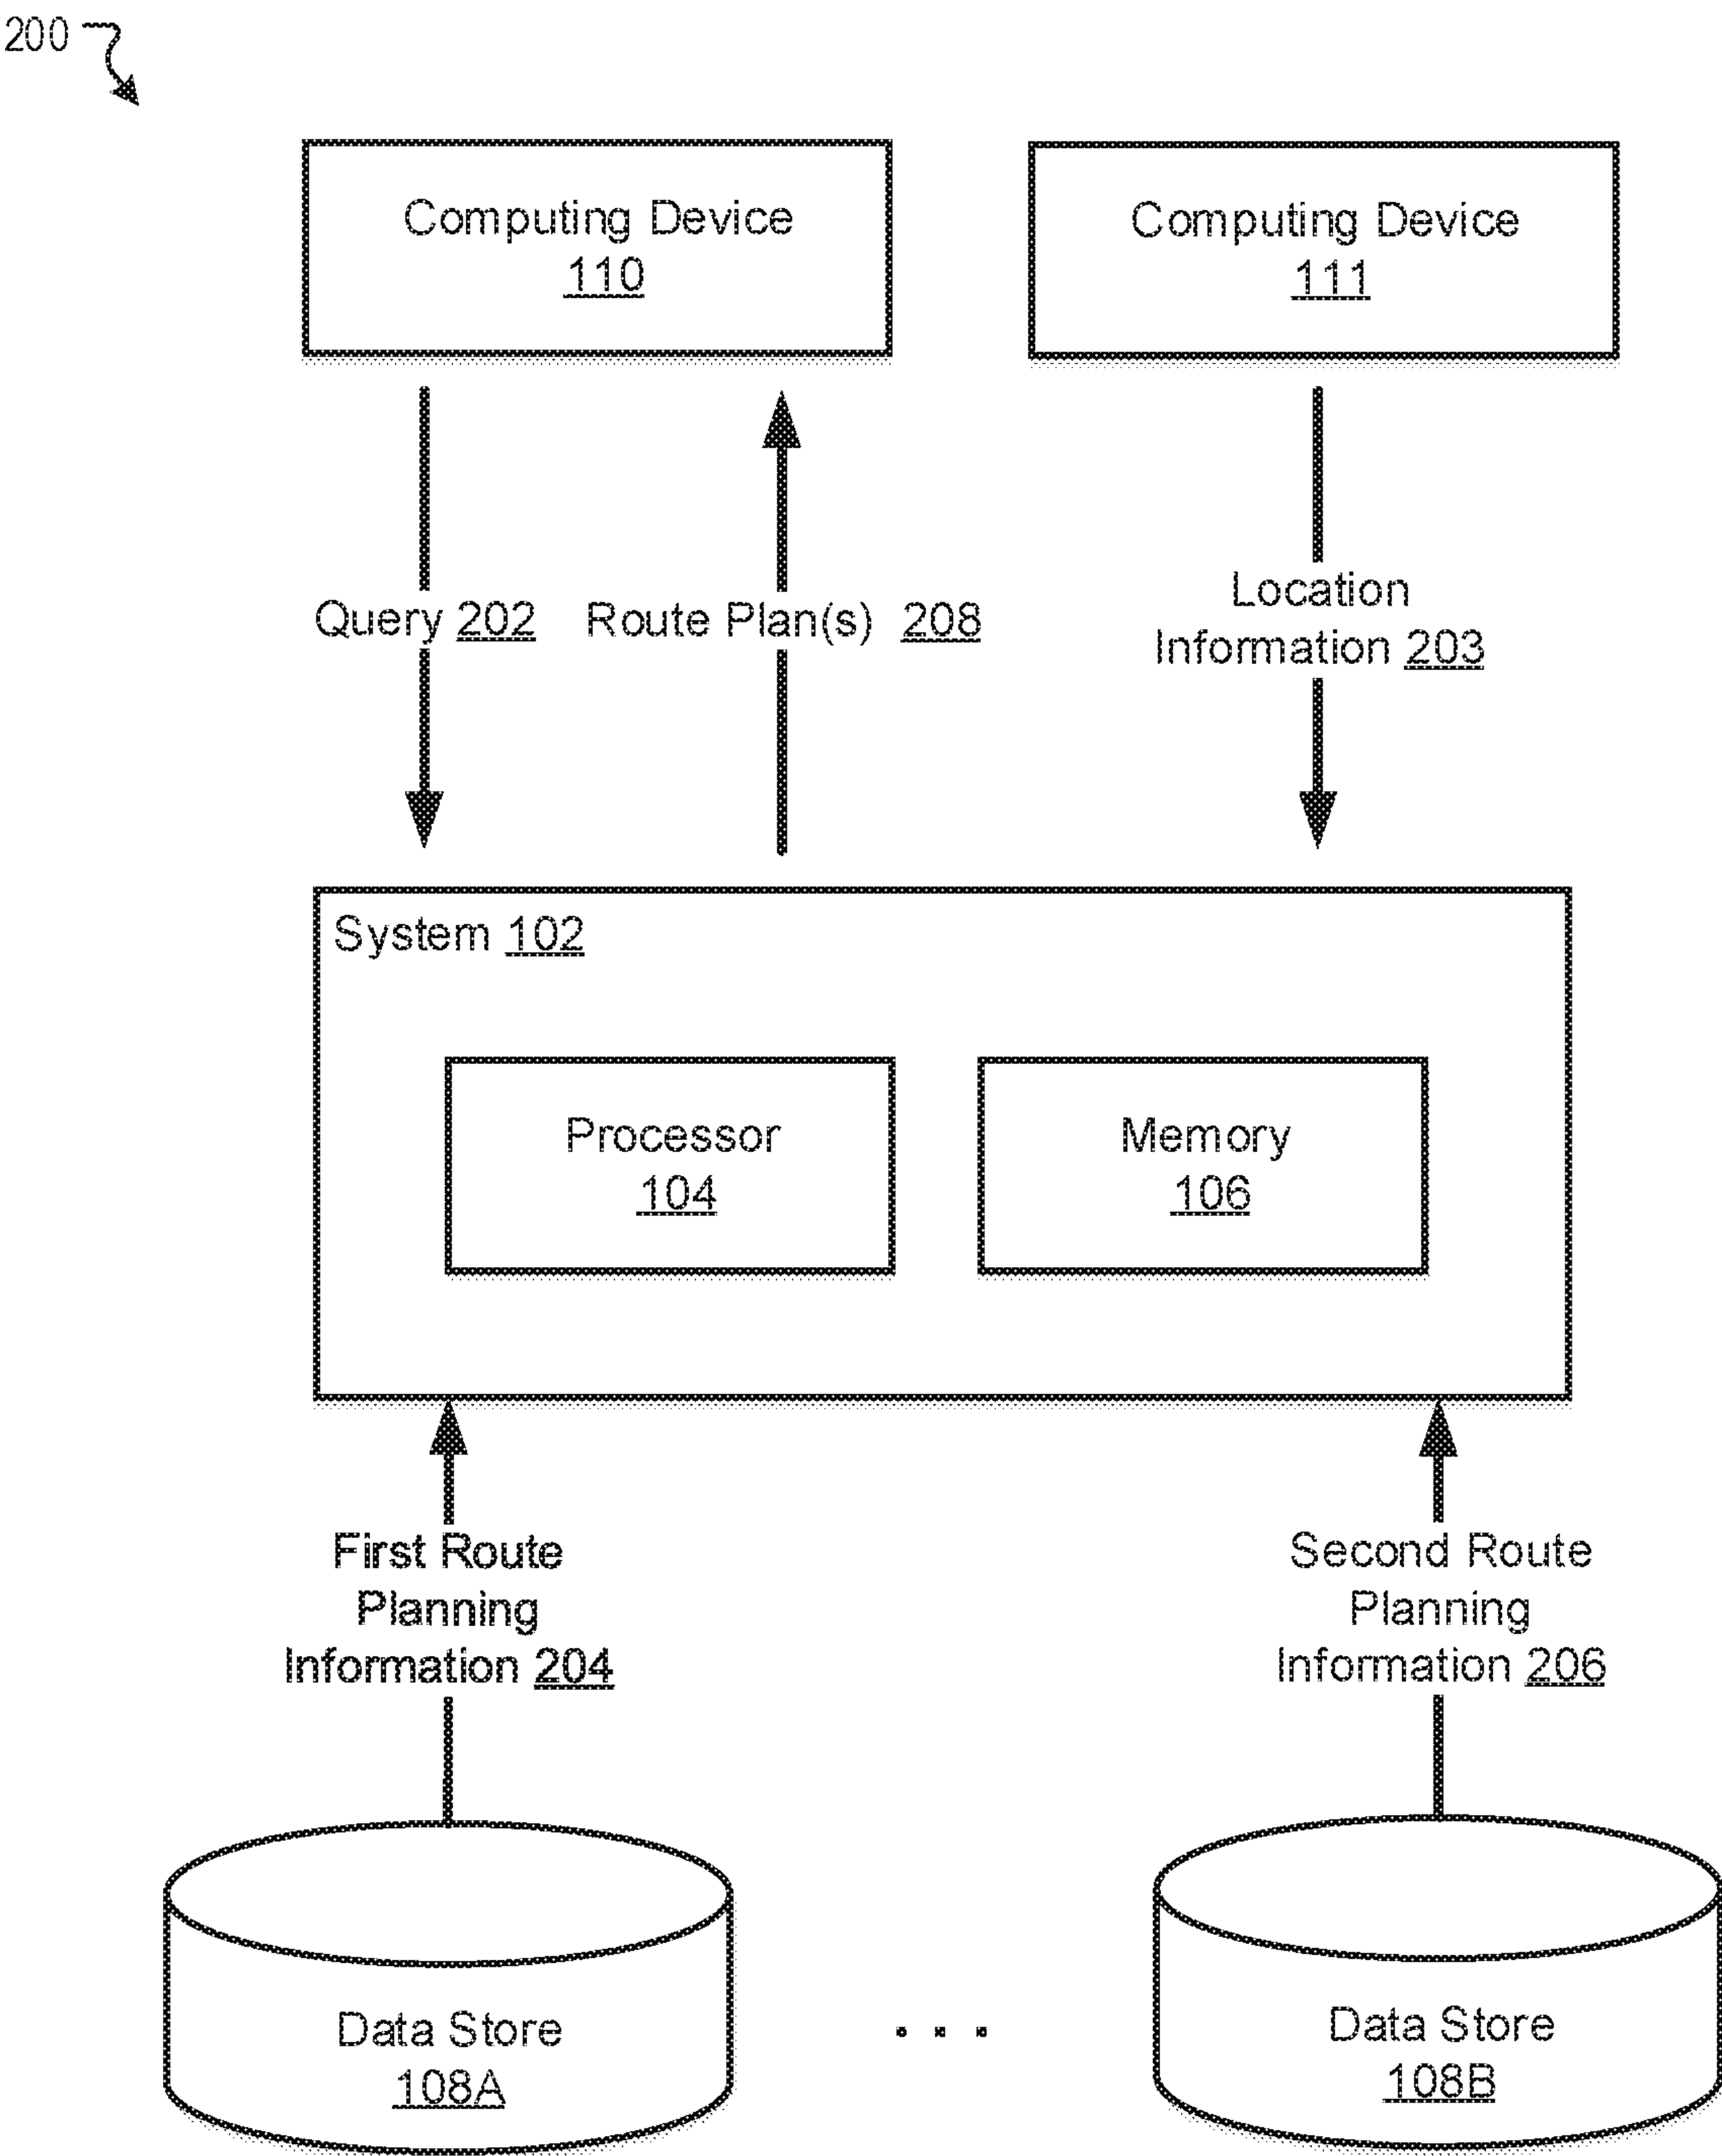 200
Computing Device
110
Computing Device
111
Query 202
Route Plan(s) 208
Location
Information 203
System 102
Processor
104
Memory
106
First Route
Planning
Information 204
Second Route
Planning
Information 206
Data Store
108A
. . .
Data Store
108B